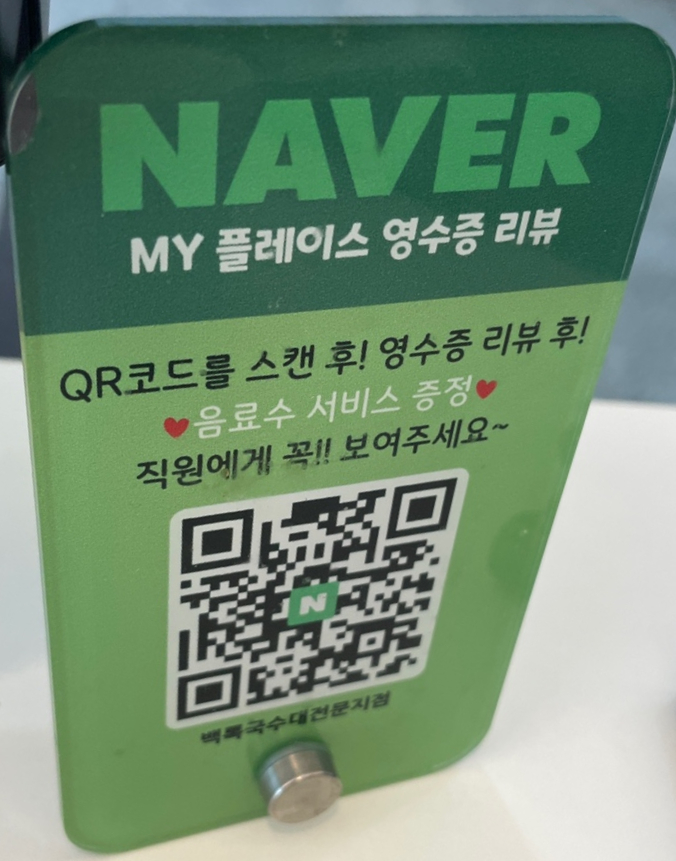 NAVER
MY 플레이스 영수증 리뷰
QR코드를 스캔 후! 영수증 리뷰 후!
♥음료수 서비스 증정♥
직원에게 꼭!! 보여주세요~
N
백록국수대전문지점